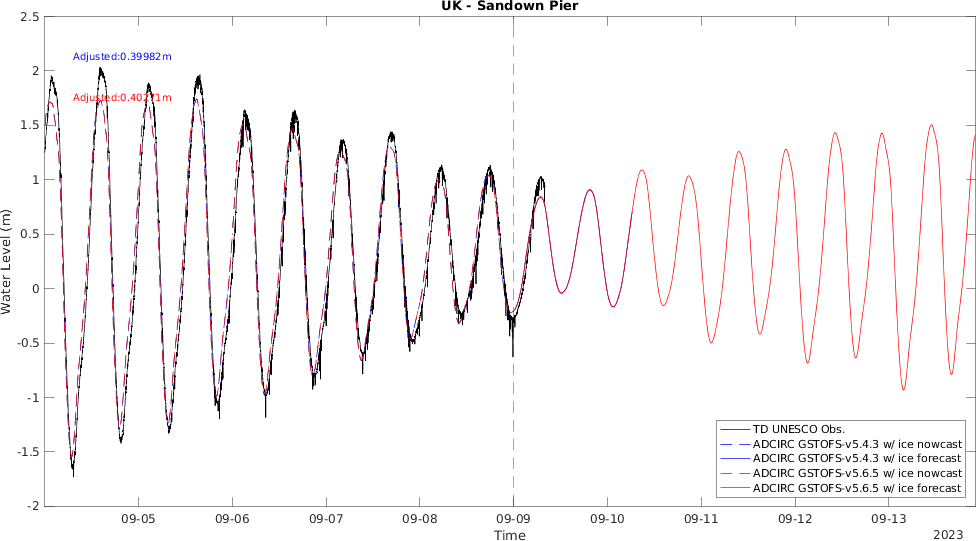 UK - Sandown Pier
2.5
2
1.5
1
0.5
0
-0.5
-1
-1.5
-2
Water Level (m)
Adjusted:0.39982m
Adjusted:0.40271m
TD UNESCO Obs.
ADCIRC GSTOFS-v5.4.3 w/ ice nowcast
ADCIRC GSTOFS-v5.4.3 w/ ice forecast
ADCIRC GSTOFS-v5.6.5 w/ ice nowcast
ADCIRC GSTOFS-v5.6.5 w/ ice forecast
09-05 09-06 09-07 09-08 09-09 09-10 09-11 09-12 09-13
Time
2023